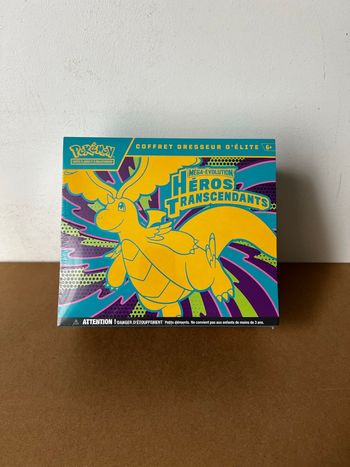 POKÉMON
COFFRET DRESSEUR D'ÉLITE 6+
MÉGA-ÉVOLUTION
HÉROS
TRANSCENDANTS
ATTENTION ! DANGER D'ÉTOUFFEMENT Petits éléments. Ne convient pas aux enfants de moins de 3 ans.